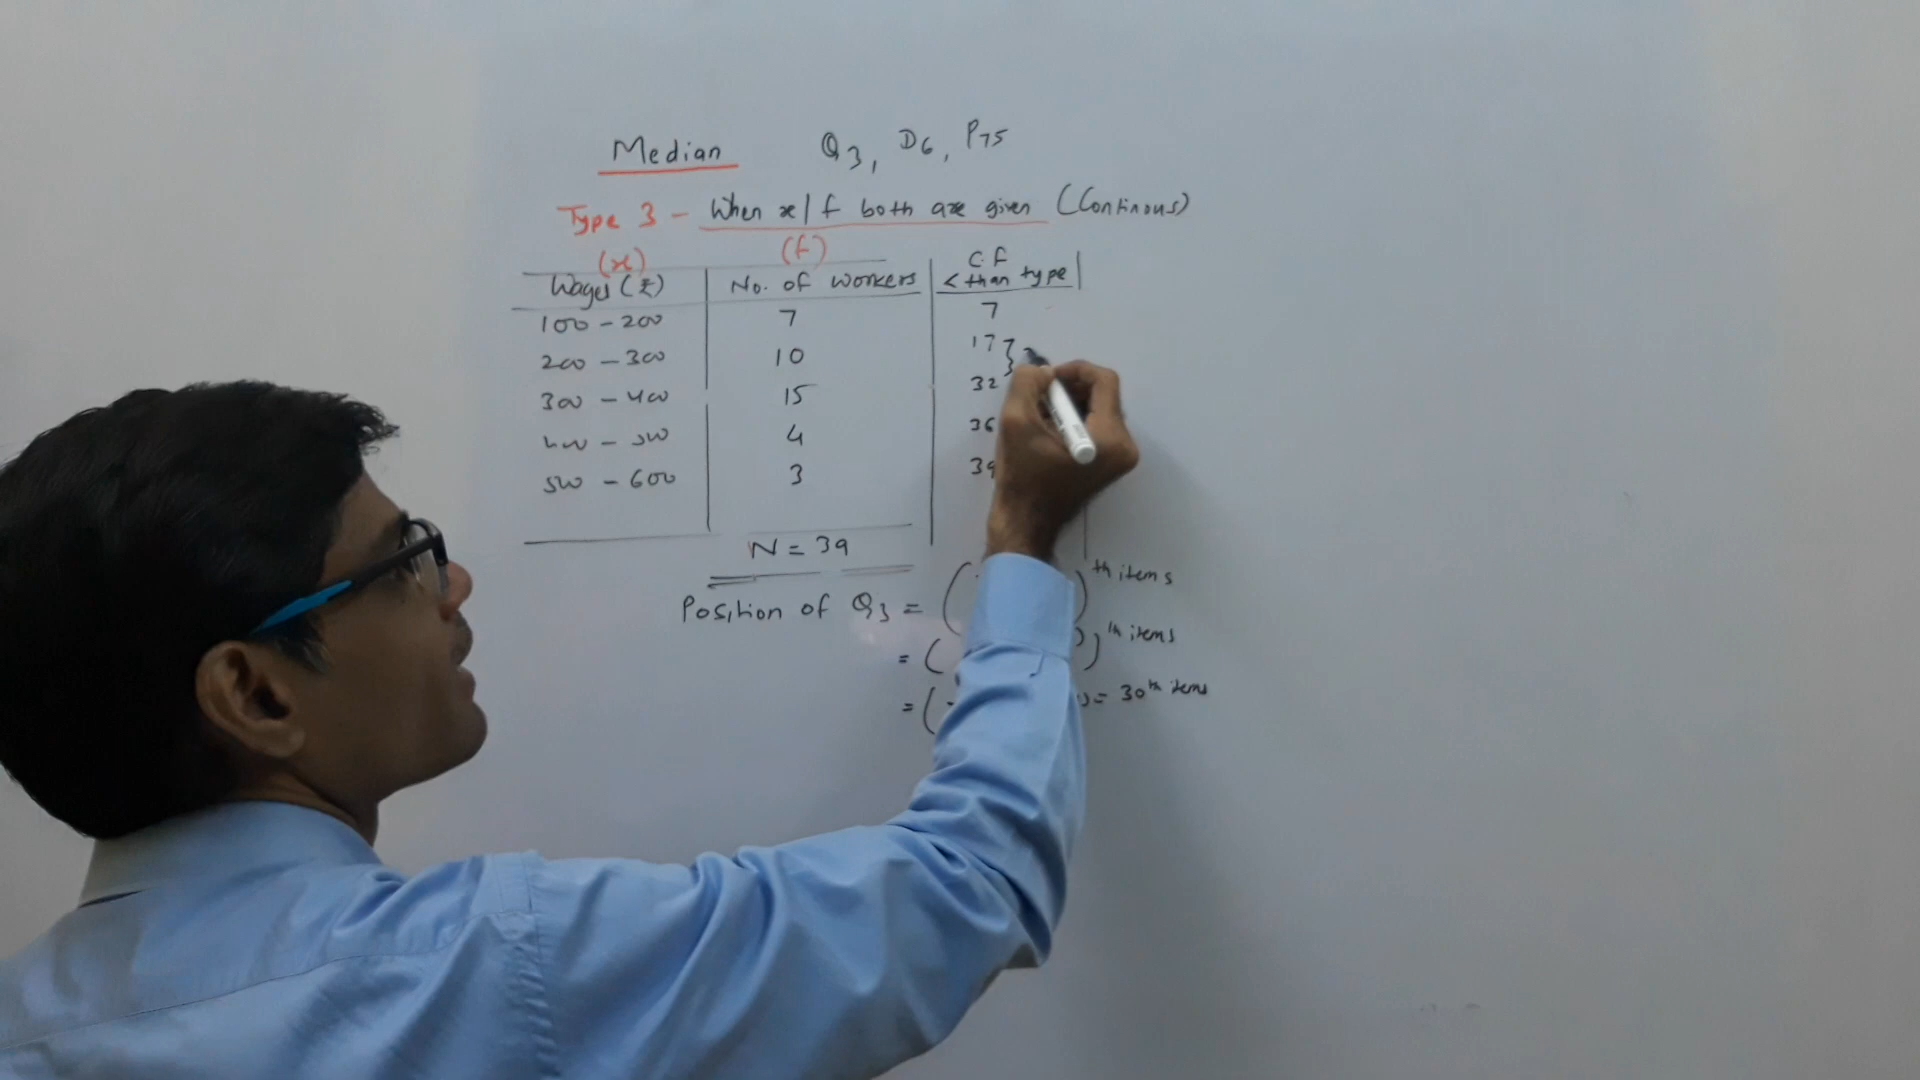 Median Q3, D6, P75
Type 3 - When x/f both are given (Continous)
(x) (f) C.F
Wages (₹) No. of workers < than type
100 - 200 7 7
200 - 300 10 17
300 - 400 15 32
400 - 500 4 36
500 - 600 3 39
N = 39
Position of Q3 = ( ) th items
= ( ) th items
= ( = 30th items